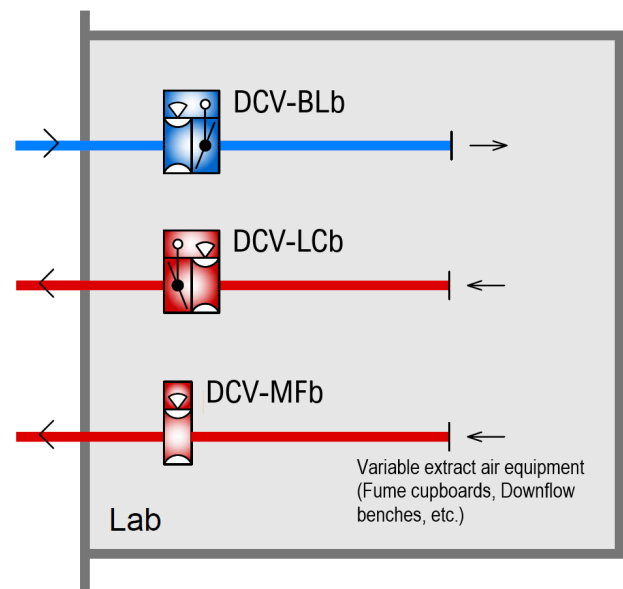 DCV-BLb
DCV-LCb
DCV-MFb
Variable extract air equipment
(Fume cupboards, Downflow
benches, etc.)
Lab